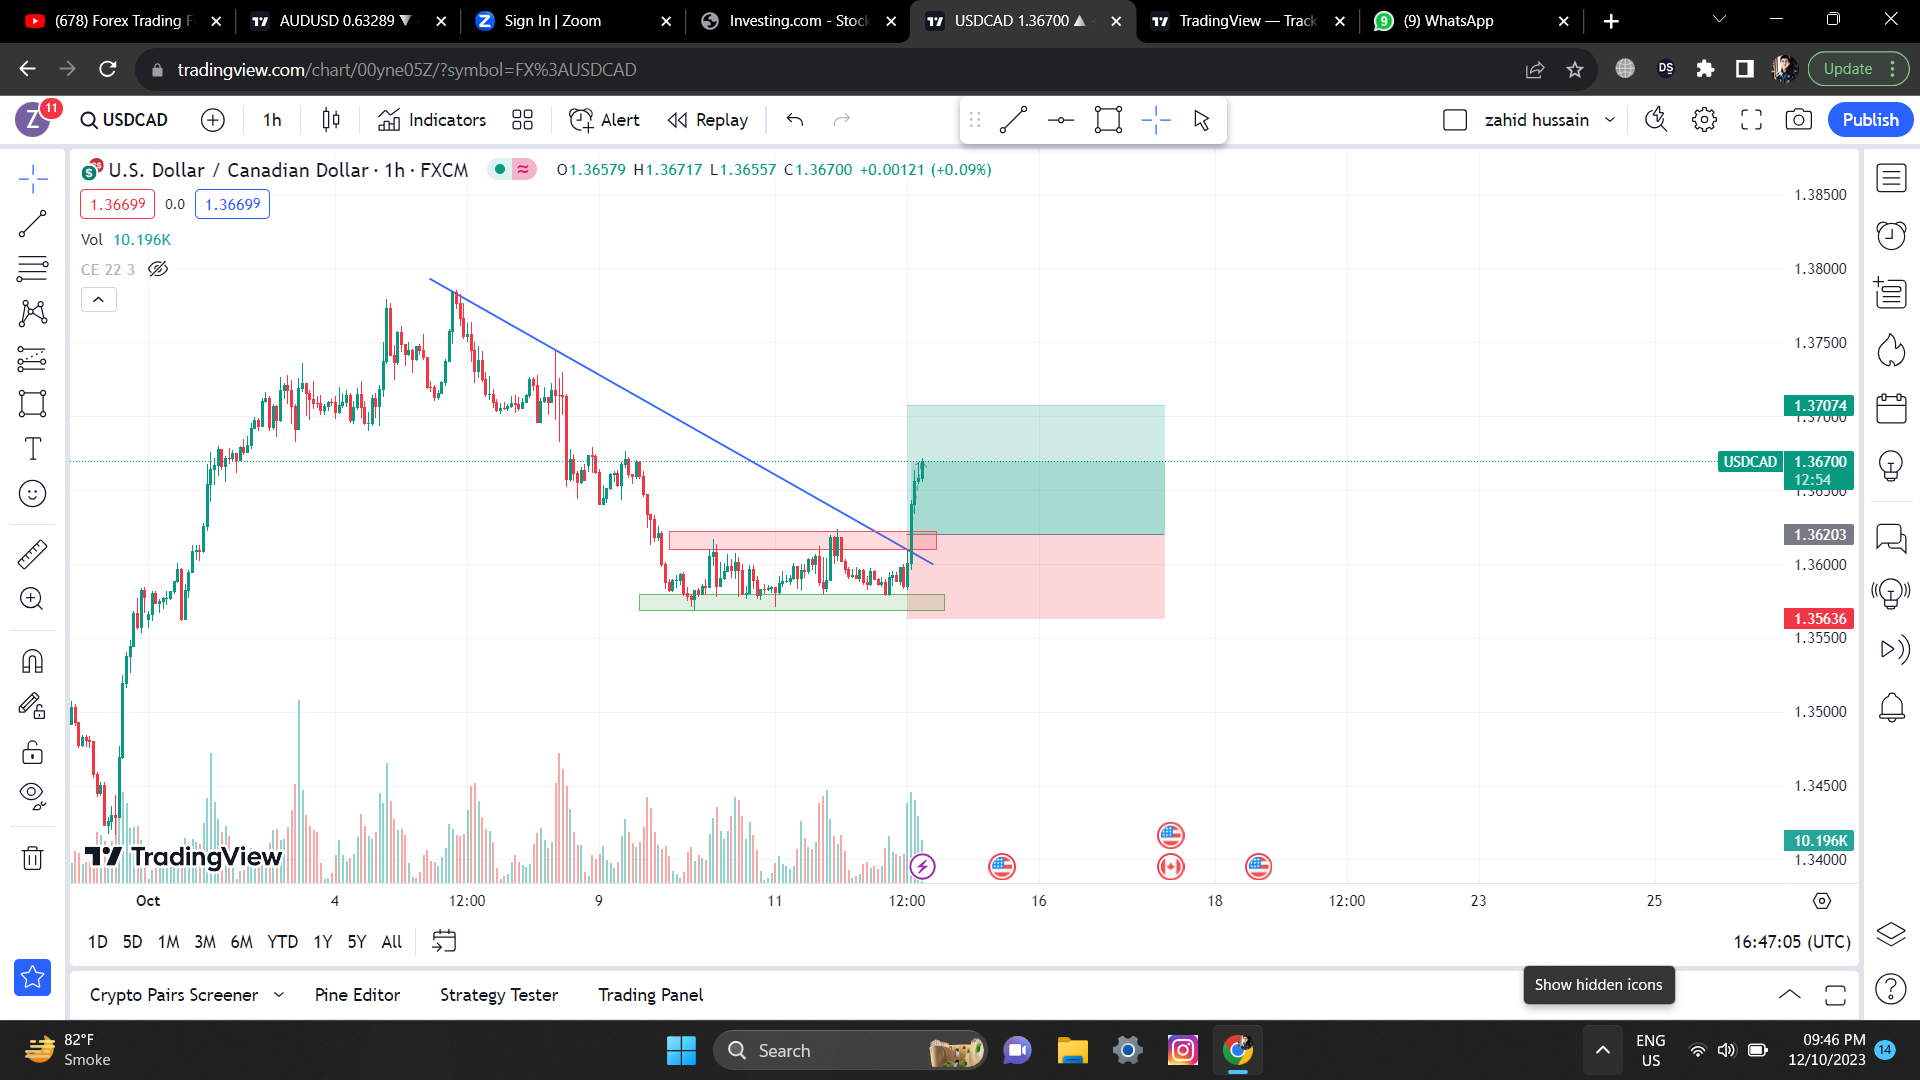 (678) Forex Trading F
AUDUSD 0.63289 ▼
Sign In | Zoom
Investing.com - Stock
USDCAD 1.36700 ▲
TradingView — Track
(9) WhatsApp
tradingview.com/chart/00yne05Z/?symbol=FX%3AUSDCAD
DS
Update
Z 11
USDCAD
1h
Indicators
Alert
Replay
zahid hussain
Publish
U.S. Dollar / Canadian Dollar · 1h · FXCM
O1.36579 H1.36717 L1.36557 C1.36700 +0.00121 (+0.09%)
1.36699 0.0 1.36699
Vol 10.196K
CE 22 3
1.38500
1.38000
1.37500
1.37074
1.37000
USDCAD 1.36700
12:54
1.36500
1.36203
1.36000
1.35636
1.35500
1.35000
1.34500
10.196K
1.34000
TradingView
Oct 4 12:00 9 11 12:00 16 18 12:00 23 25
1D 5D 1M 3M 6M YTD 1Y 5Y All
16:47:05 (UTC)
Crypto Pairs Screener
Pine Editor
Strategy Tester
Trading Panel
Show hidden icons
82°F
Smoke
Search
ENG
US
09:46 PM
12/10/2023
14